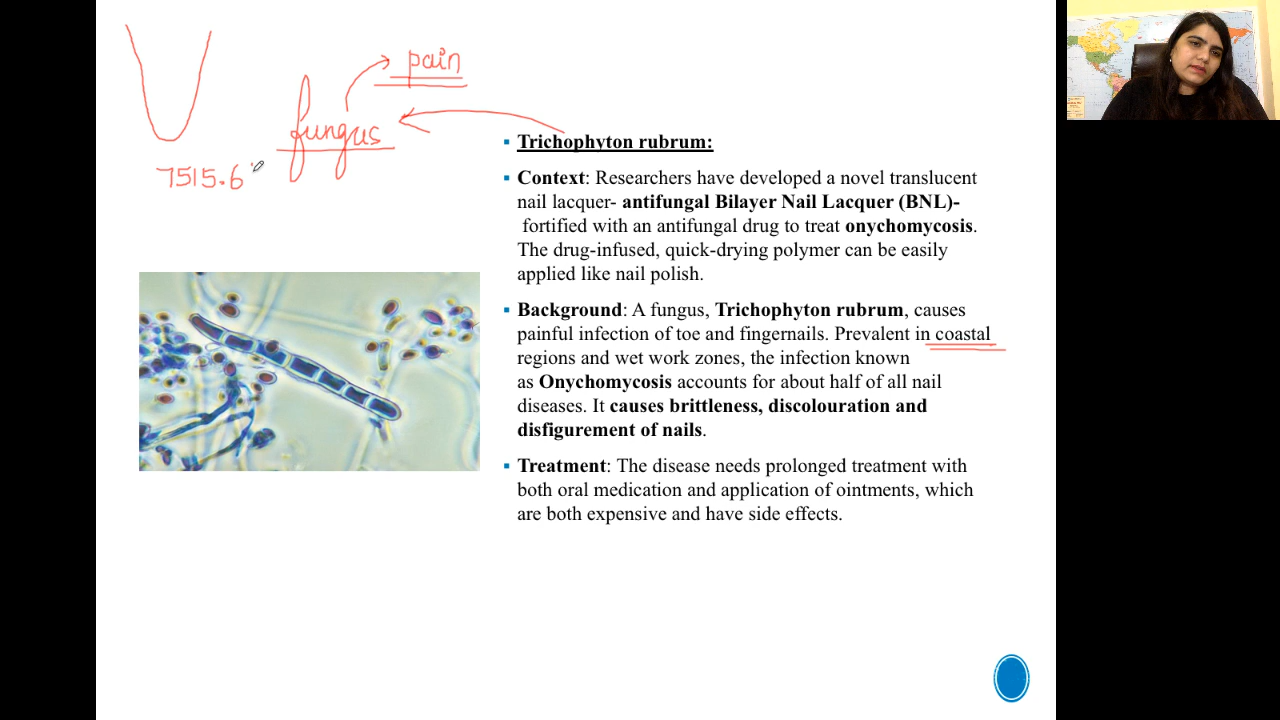 pain
fungus
7515.6
Trichophyton rubrum:
Context: Researchers have developed a novel translucent
nail lacquer- antifungal Bilayer Nail Lacquer (BNL)-
fortified with an antifungal drug to treat onychomycosis.
The drug-infused, quick-drying polymer can be easily
applied like nail polish.
Background: A fungus, Trichophyton rubrum, causes
painful infection of toe and fingernails. Prevalent in coastal
regions and wet work zones, the infection known
as Onychomycosis accounts for about half of all nail
diseases. It causes brittleness, discolouration and
disfigurement of nails.
Treatment: The disease needs prolonged treatment with
both oral medication and application of ointments, which
are both expensive and have side effects.